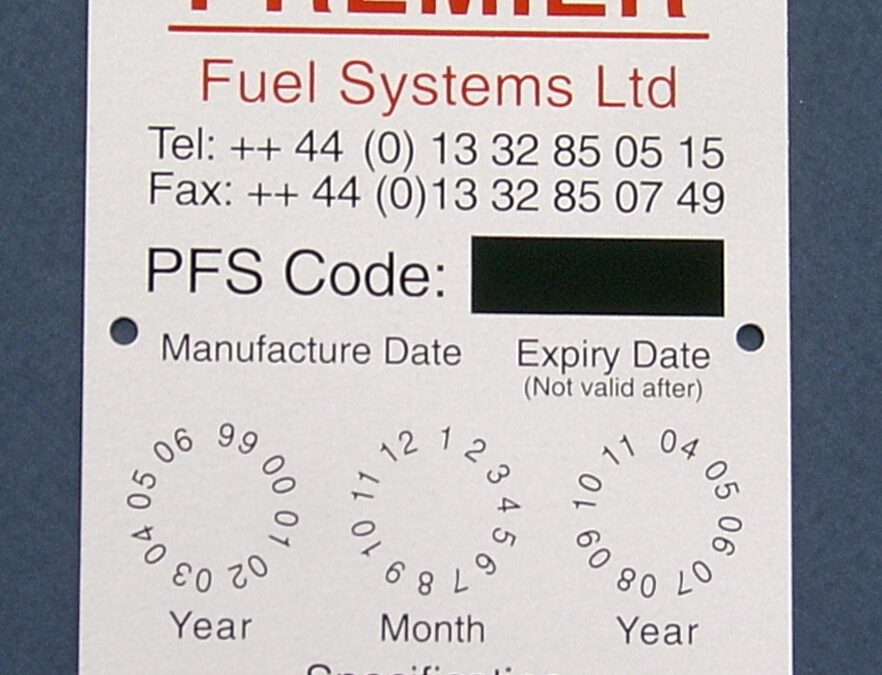 PREMIER
Fuel Systems Ltd
Tel: ++ 44 (0) 13 32 85 05 15
Fax: ++ 44 (0)13 32 85 07 49
PFS Code:
Manufacture Date
Expiry Date
(Not valid after)
99 00 01 02 03 04 05 06
1 2 3 4 5 6 7 8 9 10 11 12
04 05 06 07 08 09 10 11
Year
Month
Year
Specification